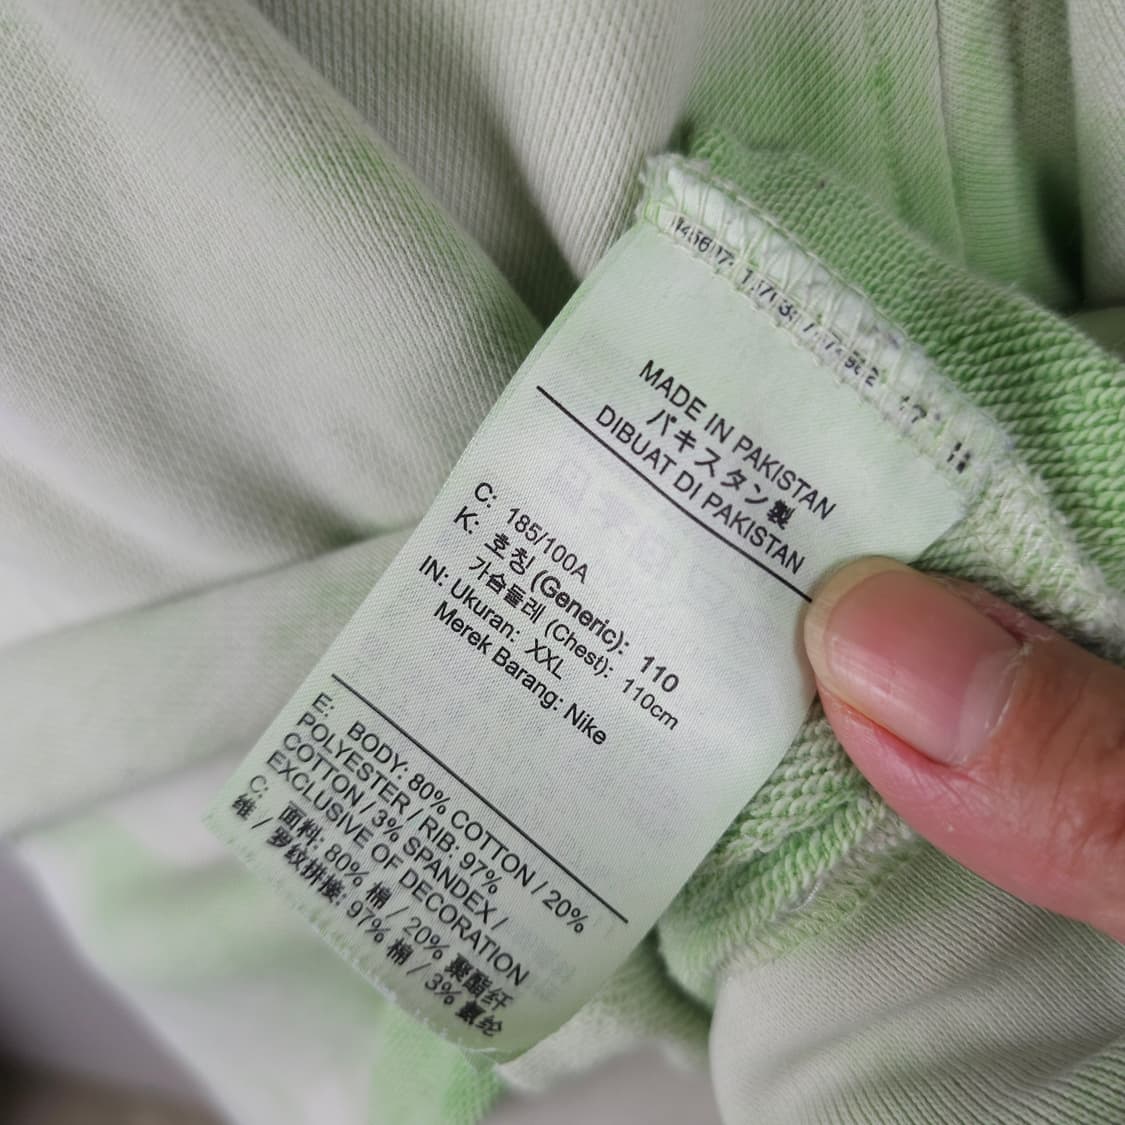 MADE IN PAKISTAN
パキスタン製
DIBUAT DI PAKISTAN
C: 185/100A
K: 호칭 (Generic): 110
가슴둘레 (Chest): 110cm
IN: Ukuran: XXL
Merek Barang: Nike
E: BODY: 80% COTTON / 20%
POLYESTER / RIB: 97%
COTTON / 3% SPANDEX /
EXCLUSIVE OF DECORATION
C: 面料: 80% 棉 / 20% 聚酯纤
维 / 罗纹拼接: 97% 棉 / 3% 氨纶